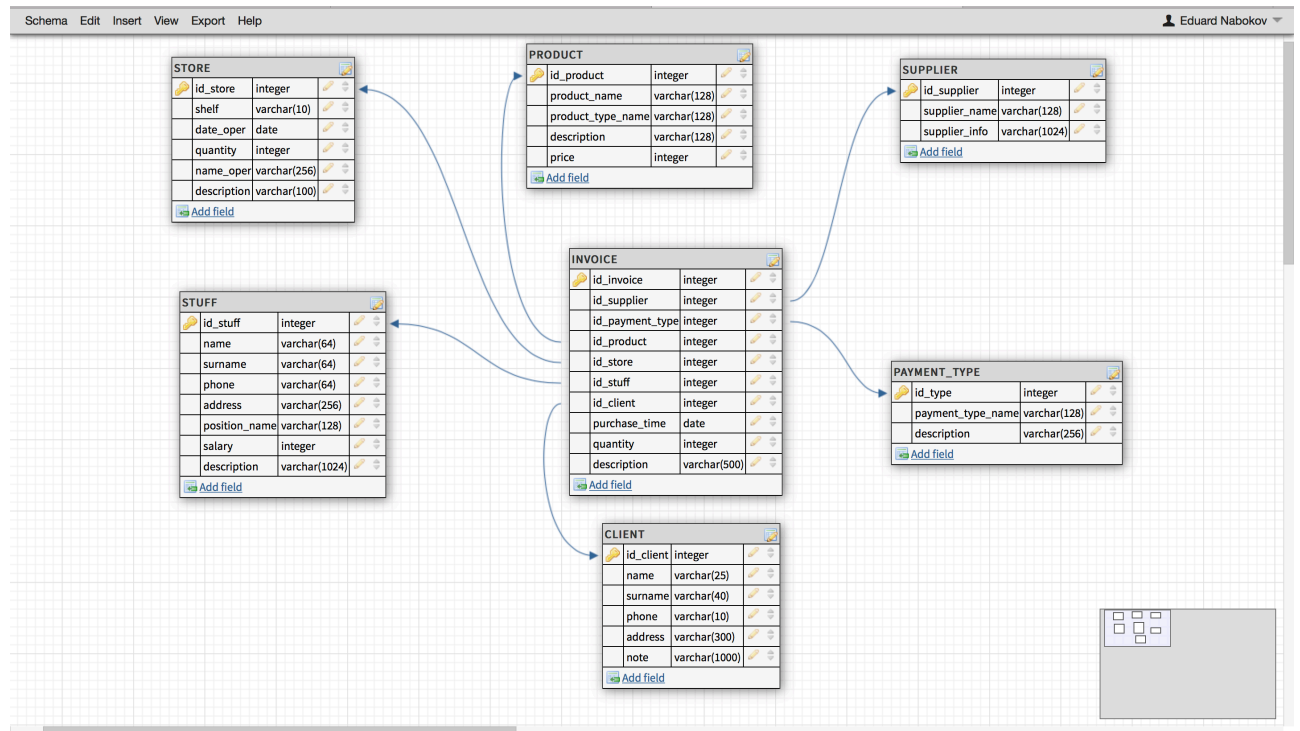 Schema Edit Insert View Export Help
Eduard Nabokov
STORE
id_store integer
shelf varchar(10)
date_oper date
quantity integer
name_oper varchar(256)
description varchar(100)
Add field
PRODUCT
id_product integer
product_name varchar(128)
product_type_name varchar(128)
description varchar(128)
price integer
Add field
SUPPLIER
id_supplier integer
supplier_name varchar(128)
supplier_info varchar(1024)
Add field
STUFF
id_stuff integer
name varchar(64)
surname varchar(64)
phone varchar(64)
address varchar(256)
position_name varchar(128)
salary integer
description varchar(1024)
Add field
INVOICE
id_invoice integer
id_supplier integer
id_payment_type integer
id_product integer
id_store integer
id_stuff integer
id_client integer
purchase_time date
quantity integer
description varchar(500)
Add field
PAYMENT_TYPE
id_type integer
payment_type_name varchar(128)
description varchar(256)
Add field
CLIENT
id_client integer
name varchar(25)
surname varchar(40)
phone varchar(10)
address varchar(300)
note varchar(1000)
Add field